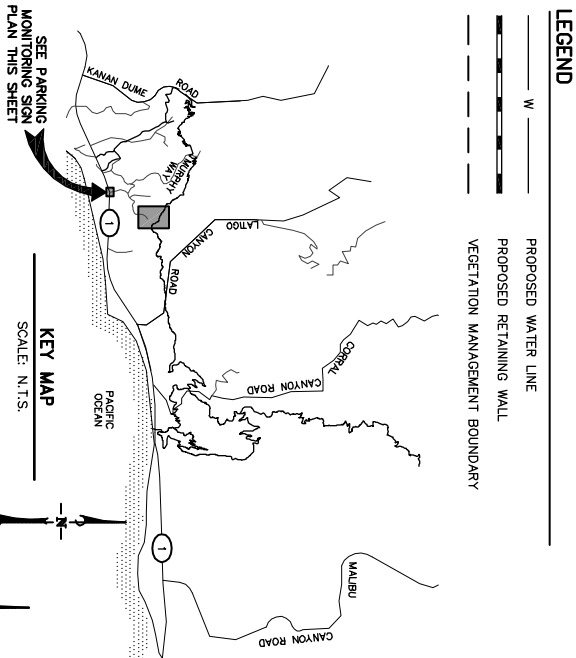 LEGEND
W
PROPOSED WATER LINE
PROPOSED RETAINING WALL
VEGETATION MANAGEMENT BOUNDARY
KANAN DUME
ROAD
MURPHY
WAY
LATIGO
CANYON
ROAD
CORRAL
CANYON ROAD
MALIBU
CANYON ROAD
1
1
PACIFIC
OCEAN
SEE PARKING
MONITORING SIGN
PLAN THIS SHEET
KEY MAP
SCALE: N.T.S.
N